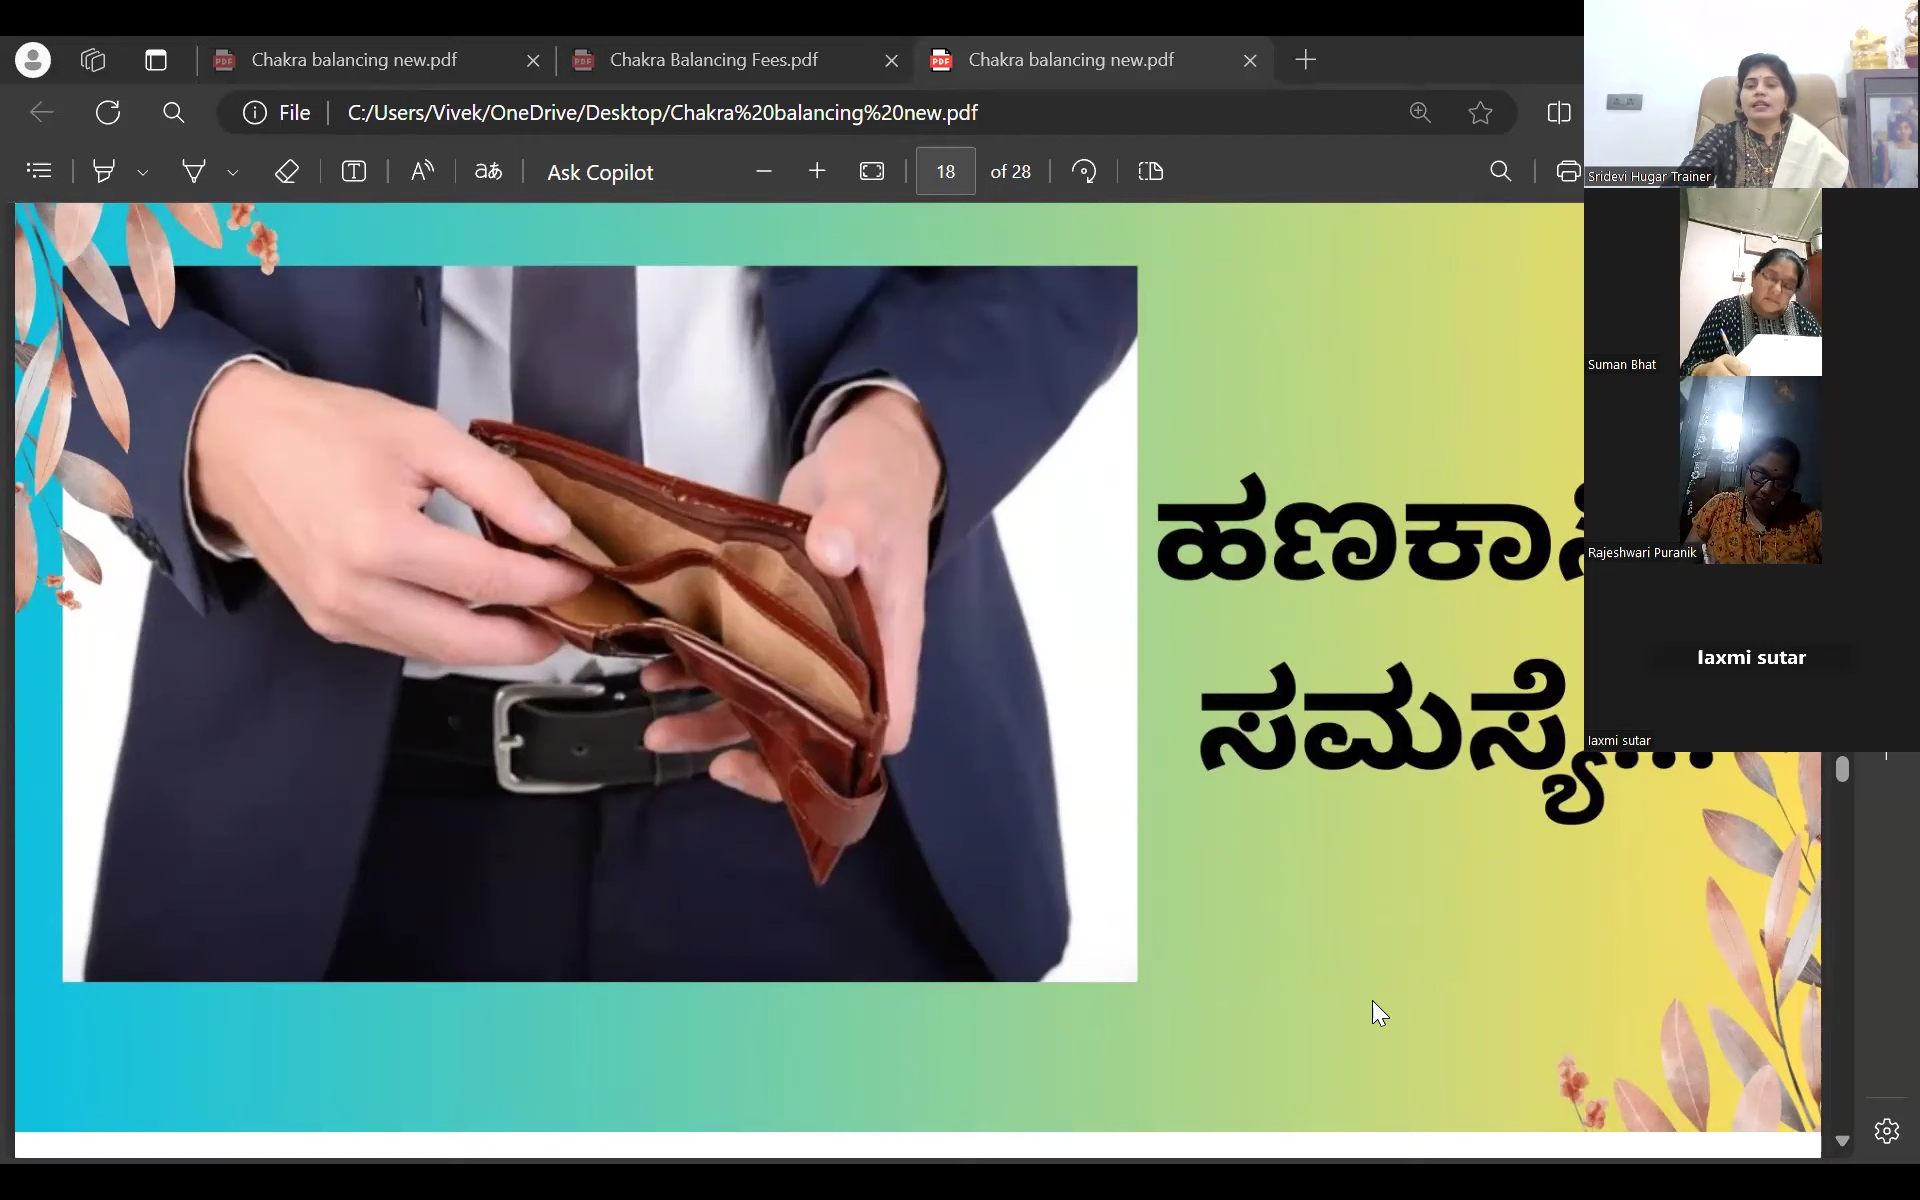 Chakra balancing new.pdf
Chakra Balancing Fees.pdf
Chakra balancing new.pdf
File
C:/Users/Vivek/OneDrive/Desktop/Chakra%20balancing%20new.pdf
Ask Copilot
18 of 28
ಸಮಸ್ಯೆ...
Sridevi Hugar Trainer
Suman Bhat
Rajeshwari Puranik
laxmi sutar
laxmi sutar